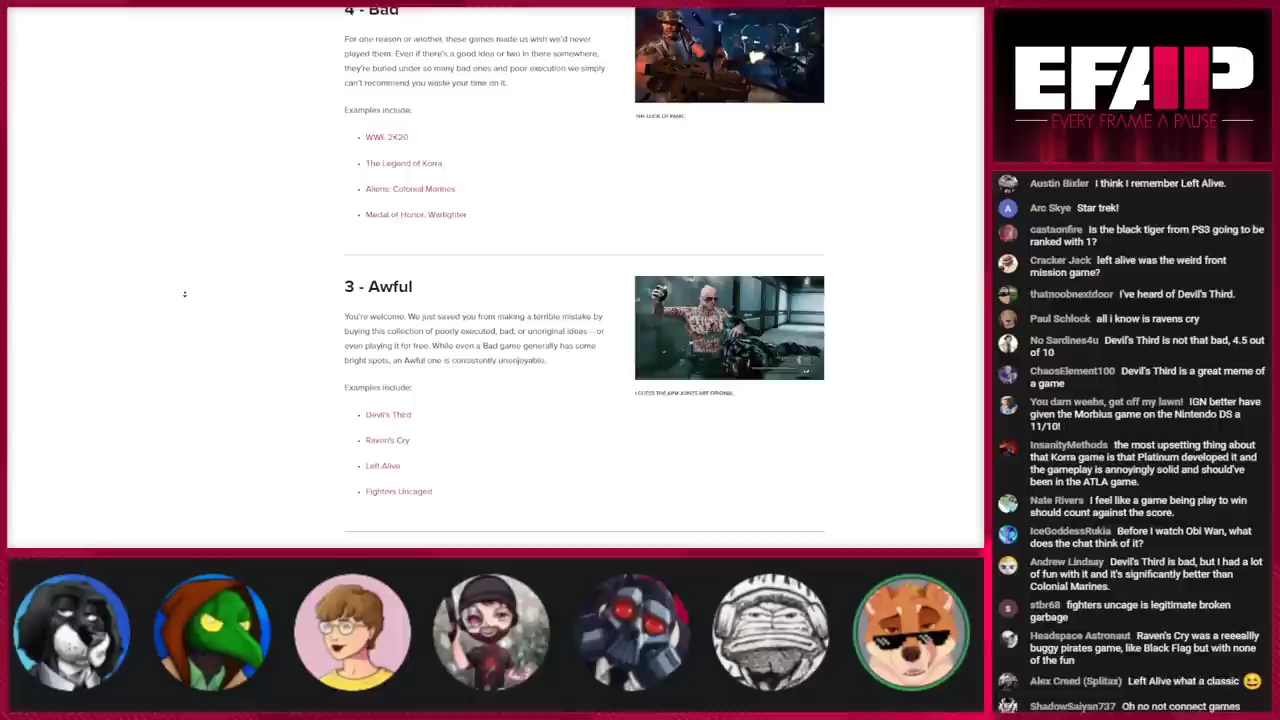 4 - Bad
For one reason or another, these games made us wish we'd never
played them. Even if there's a good idea or two in there somewhere,
they're buried under so many bad ones and poor execution we simply
can't recommend you waste your time on it.
Examples include:
• WWE 2K20
• The Legend of Korra
• Aliens: Colonial Marines
• Medal of Honor: Warfighter
THE LOOK OF PANIC.
3 - Awful
You're welcome. We just saved you from making a terrible mistake by
buying this collection of poorly executed, bad, or unoriginal ideas—or
even playing it for free. While even a Bad game generally has some
bright spots, an Awful one is consistently unenjoyable.
Examples include:
• Devil's Third
• Raven's Cry
• Left Alive
• Fighters Uncaged
I GUESS THE ARM JOINTS ARE ORIGINAL.
EFAP
EVERY FRAME A PAUSE
Austin Bixler I think I remember Left Alive.
A Arc Skye Star trek!
castaonfire Is the black tiger from PS3 going to be
ranked with 1?
Cracker Jack left alive was the weird front
mission game?
thatnoobnextdoor I've heard of Devil's Third.
Paul Schlock all i know is ravens cry
No Sardines4u Devil's Third is not that bad, 4.5 out
of 10
ChaosElement100 Devil's Third is a great meme of
a game
You darn weebs, get off my lawn! IGN better have
given the Morbius game on the Nintendo DS a
11/10!
InsanityMethods the most upsetting thing about
that Korra game is that Platinum developed it and
the gameplay is annoyingly solid and should've
been in the ATLA game.
Nate Rivers I feel like a game being play to win
should count against the score.
IceGoddessRukia Before I watch Obi Wan, what
does the chat think of it?
Andrew Lindsay Devil's Third is bad, but I had a lot
of fun with it and it's significantly better than
Colonial Marines.
S stbr68 fighters uncage is legitimate broken
garbage
Headspace Astronaut Raven's Cry was a reeeallly
buggy pirates game, like Black Flag but with none
of the fun
Alex Creed (Splitax) Left Alive what a classic 😆
ShadowSaiyan737 Oh no not connect games